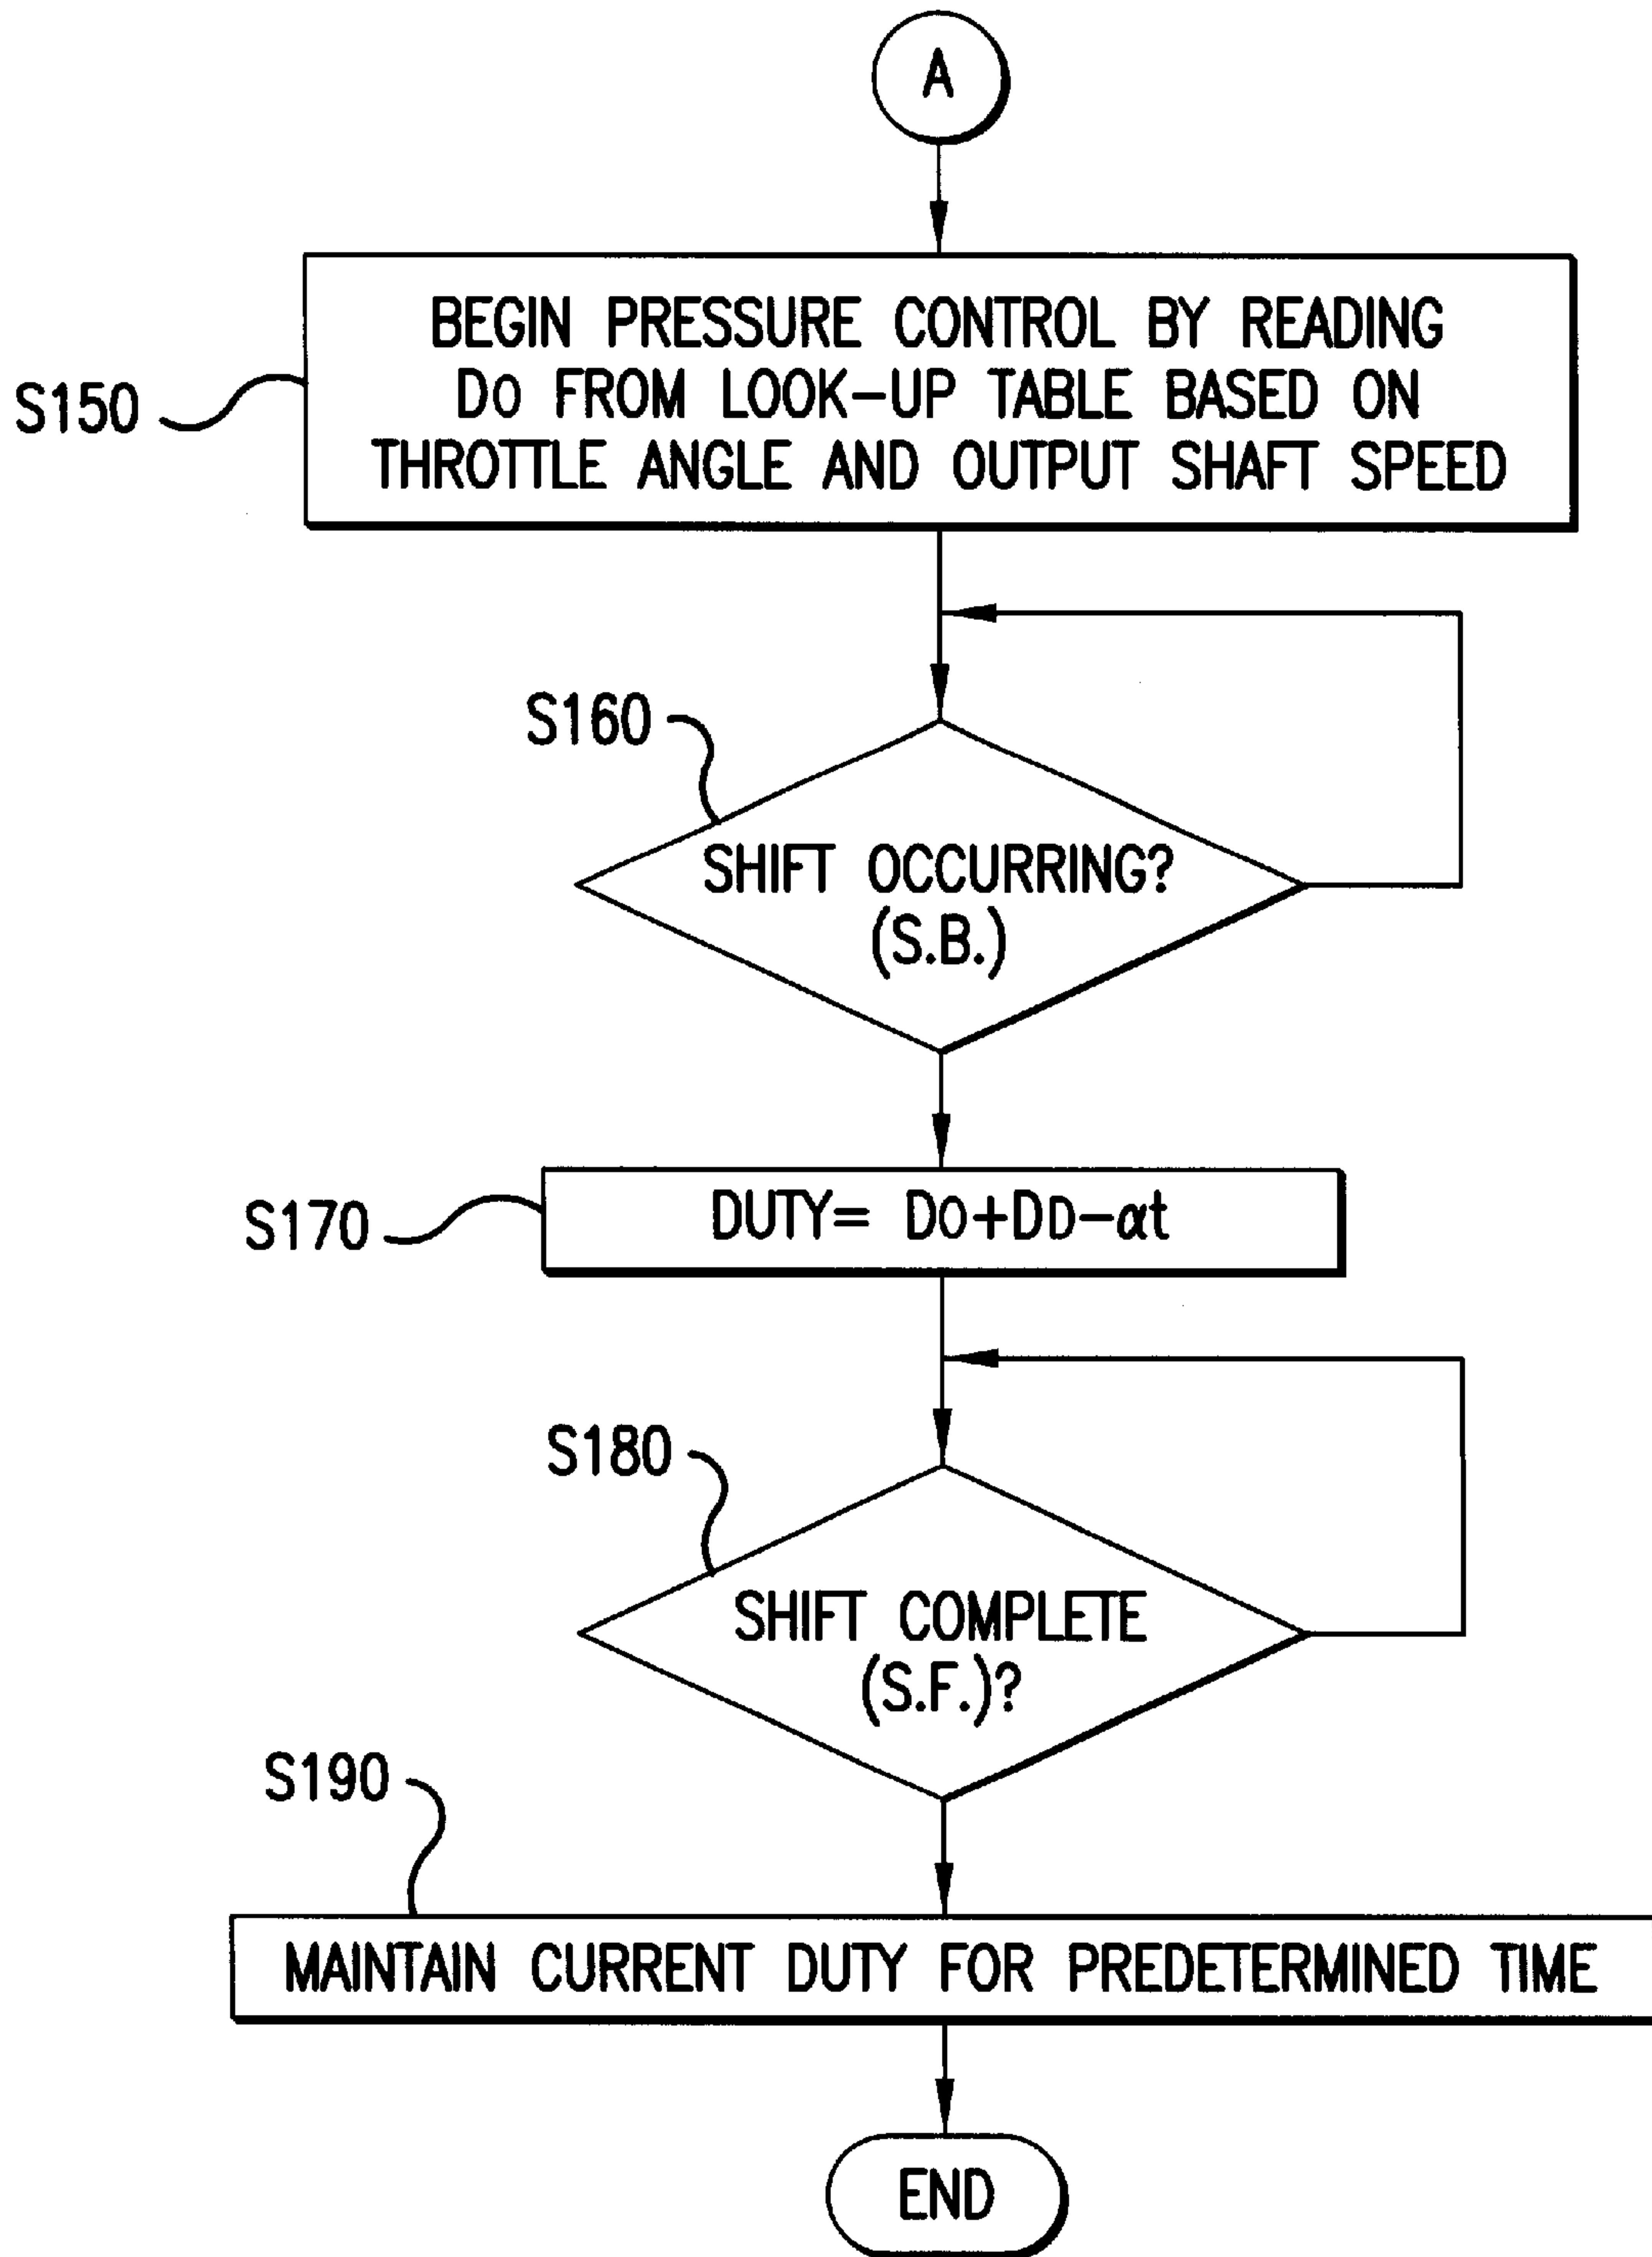 A
BEGIN PRESSURE CONTROL BY READING
Do FROM LOOK-UP TABLE BASED ON
THROTTLE ANGLE AND OUTPUT SHAFT SPEED
S150
S160
SHIFT OCCURRING?
(S.B.)
S170
DUTY= Do+DD-αt
S180
SHIFT COMPLETE
(S.F.)?
S190
MAINTAIN CURRENT DUTY FOR PREDETERMINED TIME
END